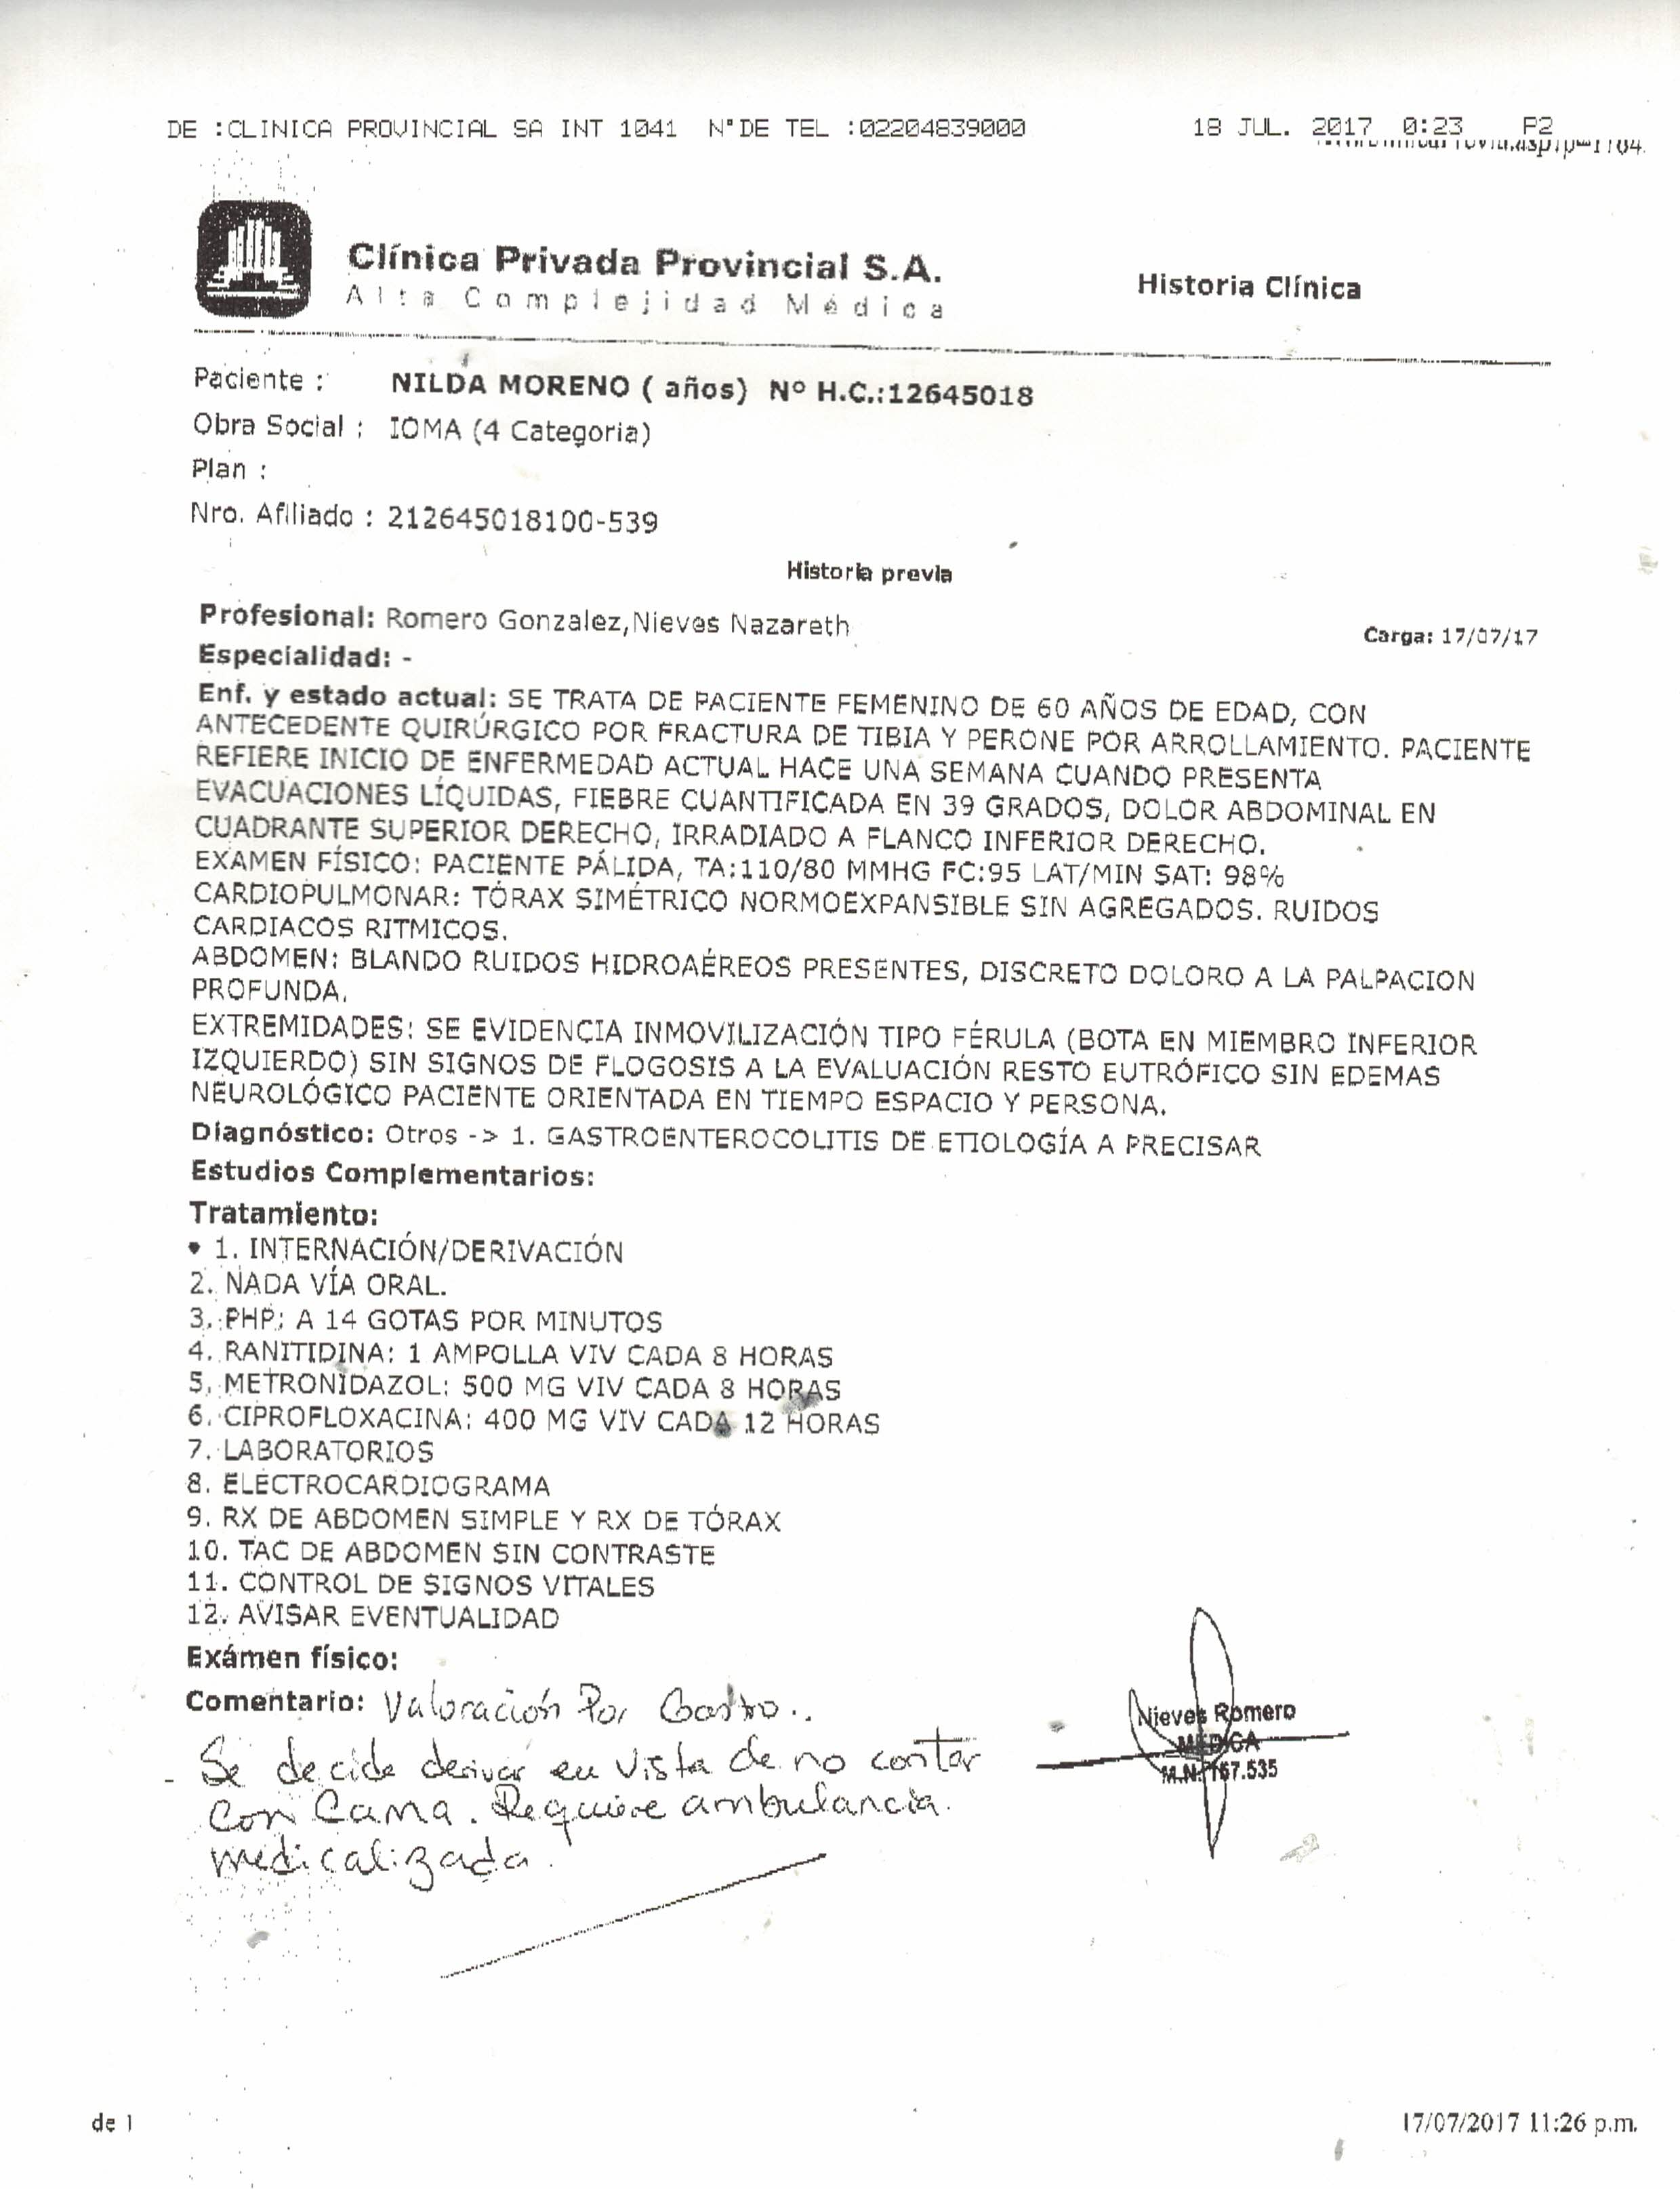 DE :CLINICA PROVINCIAL SA INT 1041 N°DE TEL :02204839000 18 JUL. 2017 0:23 P2
Clínica Privada Provincial S.A.
Alta Complejidad Médica
Historia Clínica
Paciente : NILDA MORENO ( años) Nº H.C.:12645018
Obra Social : IOMA (4 Categoria)
Plan :
Nro. Afiliado : 212645018100-539
Historia previa
Profesional: Romero Gonzalez,Nieves Nazareth
Carga: 17/07/17
Especialidad: -
Enf. y estado actual: SE TRATA DE PACIENTE FEMENINO DE 60 AÑOS DE EDAD, CON
ANTECEDENTE QUIRÚRGICO POR FRACTURA DE TIBIA Y PERONE POR ARROLLAMIENTO. PACIENTE
REFIERE INICIO DE ENFERMEDAD ACTUAL HACE UNA SEMANA CUANDO PRESENTA
EVACUACIONES LÍQUIDAS, FIEBRE CUANTIFICADA EN 39 GRADOS, DOLOR ABDOMINAL EN
CUADRANTE SUPERIOR DERECHO, IRRADIADO A FLANCO INFERIOR DERECHO.
EXAMEN FÍSICO: PACIENTE PÁLIDA, TA:110/80 MMHG FC:95 LAT/MIN SAT: 98%
CARDIOPULMONAR: TÓRAX SIMÉTRICO NORMOEXPANSIBLE SIN AGREGADOS. RUIDOS
CARDIACOS RITMICOS.
ABDOMEN: BLANDO RUIDOS HIDROAÉREOS PRESENTES, DISCRETO DOLORO A LA PALPACION
PROFUNDA.
EXTREMIDADES: SE EVIDENCIA INMOVILIZACIÓN TIPO FÉRULA (BOTA EN MIEMBRO INFERIOR
IZQUIERDO) SIN SIGNOS DE FLOGOSIS A LA EVALUACIÓN RESTO EUTRÓFICO SIN EDEMAS
NEUROLÓGICO PACIENTE ORIENTADA EN TIEMPO ESPACIO Y PERSONA.
Diagnóstico: Otros -> 1. GASTROENTEROCOLITIS DE ETIOLOGÍA A PRECISAR
Estudios Complementarios:
Tratamiento:
• 1. INTERNACIÓN/DERIVACIÓN
2. NADA VÍA ORAL.
3. PHP: A 14 GOTAS POR MINUTOS
4. RANITIDINA: 1 AMPOLLA VIV CADA 8 HORAS
5. METRONIDAZOL: 500 MG VIV CADA 8 HORAS
6. CIPROFLOXACINA: 400 MG VIV CADA 12 HORAS
7. LABORATORIOS
8. ELECTROCARDIOGRAMA
9. RX DE ABDOMEN SIMPLE Y RX DE TÓRAX
10. TAC DE ABDOMEN SIN CONTRASTE
11. CONTROL DE SIGNOS VITALES
12. AVISAR EVENTUALIDAD
Exámen físico:
Comentario: Valoración Por Gastro..
- Se decide derivar en vista de no contar
con Cama. Requiere ambulancia.
medicalizada.
Nieves Romero
MEDICA
M.N. 167.535
de 1
17/07/2017 11:26 p.m.